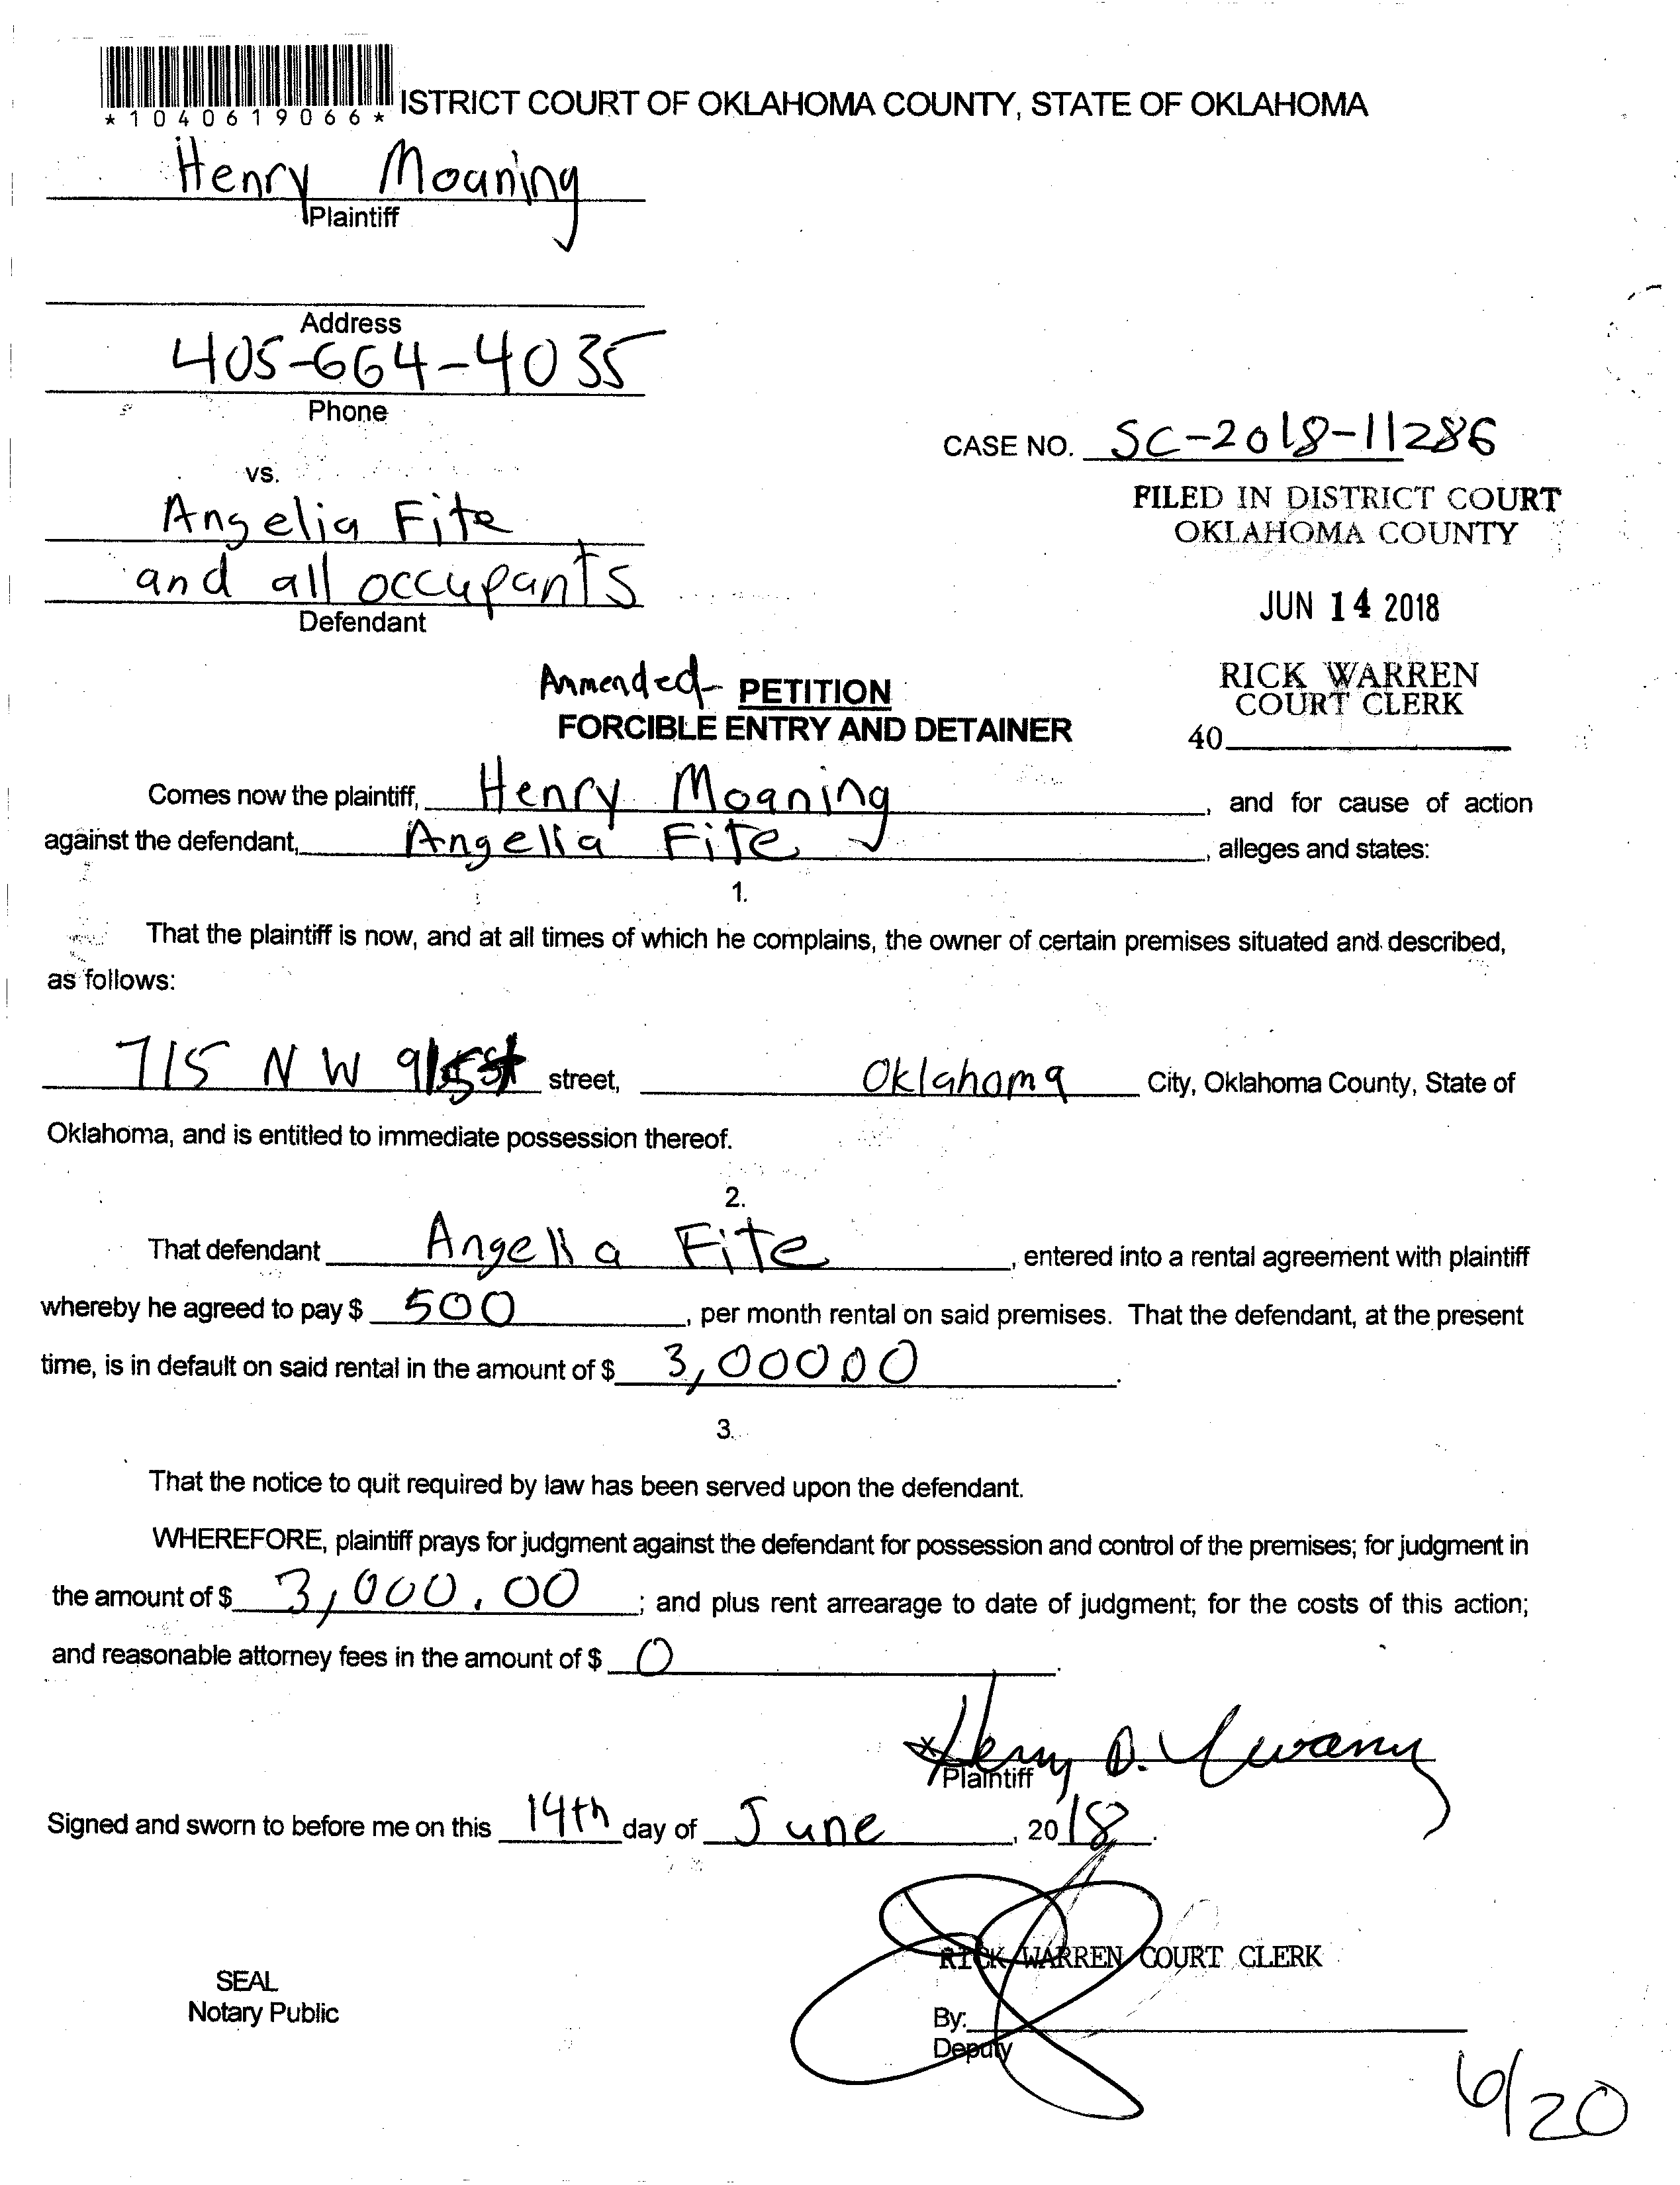 *1040619066*
ISTRICT COURT OF OKLAHOMA COUNTY, STATE OF OKLAHOMA
Henry Moaning
Plaintiff
Address
405-664-4035
Phone
CASE NO. SC-2018-11286
vs.
FILED IN DISTRICT COURT
OKLAHOMA COUNTY
Angelia Fite
and all occupants
Defendant
JUN 14 2018
RICK WARREN
COURT CLERK
40
Ammended- PETITION
FORCIBLE ENTRY AND DETAINER
Comes now the plaintiff, Henry Moaning, and for cause of action
against the defendant, Angelia Fite, alleges and states:
1.
That the plaintiff is now, and at all times of which he complains, the owner of certain premises situated and described,
as follows:
715 NW street, Oklahoma City, Oklahoma County, State of
Oklahoma, and is entitled to immediate possession thereof.
2.
That defendant Angelia Fite, entered into a rental agreement with plaintiff
whereby he agreed to pay $ 500, per month rental on said premises. That the defendant, at the present
time, is in default on said rental in the amount of $ 3,00000.
3.
That the notice to quit required by law has been served upon the defendant.
WHEREFORE, plaintiff prays for judgment against the defendant for possession and control of the premises; for judgment in
the amount of $ 3,000.00; and plus rent arrearage to date of judgment; for the costs of this action;
and reasonable attorney fees in the amount of $ 0.
x Henry D.
Plaintiff
Signed and sworn to before me on this 14th day of June, 2018.
RICK WARREN COURT CLERK
SEAL
Notary Public
By:
Deputy
6/20